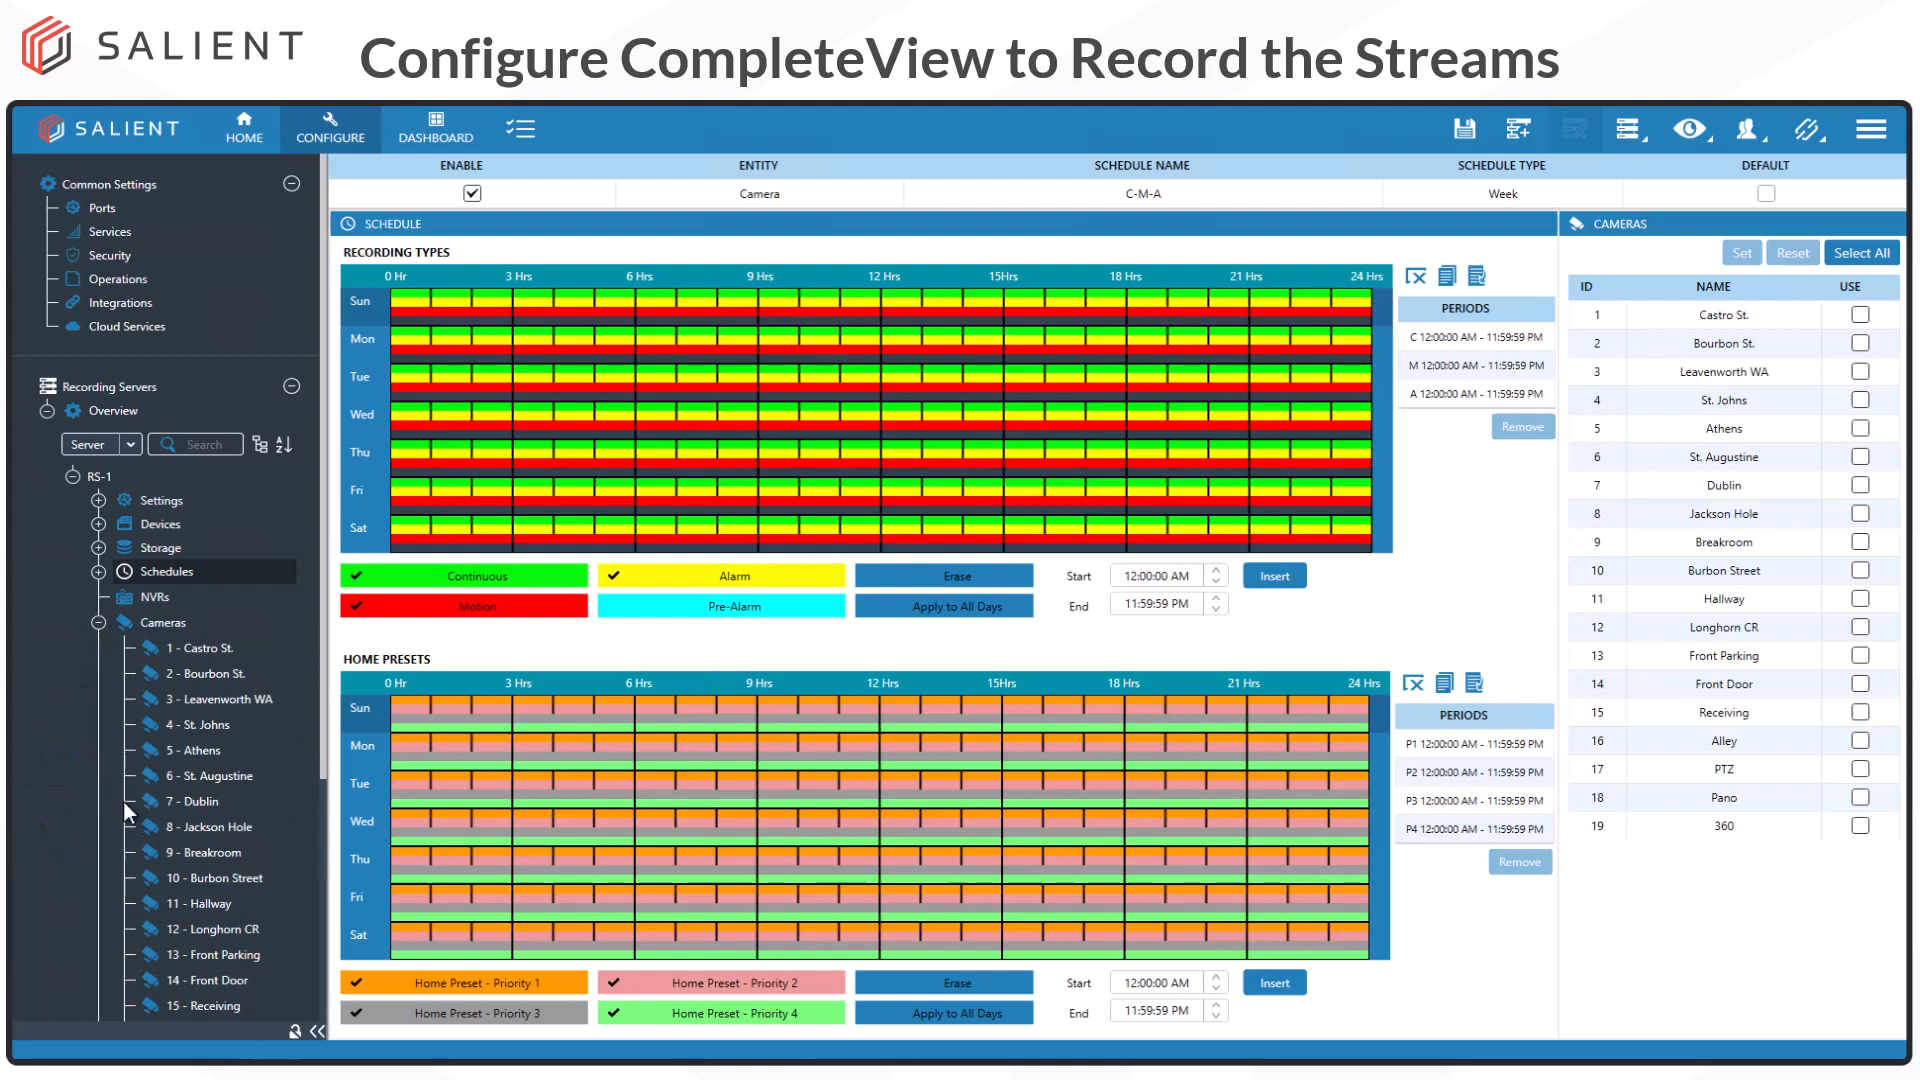 SALIENT
Configure CompleteView to Record the Streams
SALIENT
HOME
CONFIGURE
DASHBOARD
Common Settings
Ports
Services
Security
Operations
Integrations
Cloud Services
Recording Servers
Overview
Server
Search
RS-1
Settings
Devices
Storage
Schedules
NVRs
Cameras
1 - Castro St.
2 - Bourbon St.
3 - Leavenworth WA
4 - St. Johns
5 - Athens
6 - St. Augustine
7 - Dublin
8 - Jackson Hole
9 - Breakroom
10 - Burbon Street
11 - Hallway
12 - Longhorn CR
13 - Front Parking
14 - Front Door
15 - Receiving
ENABLE ENTITY SCHEDULE NAME SCHEDULE TYPE DEFAULT
Camera C-M-A Week
SCHEDULE
RECORDING TYPES
0 Hr 3 Hrs 6 Hrs 9 Hrs 12 Hrs 15Hrs 18 Hrs 21 Hrs 24 Hrs
Sun
Mon
Tue
Wed
Thu
Fri
Sat
PERIODS
C 12:00:00 AM - 11:59:59 PM
M 12:00:00 AM - 11:59:59 PM
A 12:00:00 AM - 11:59:59 PM
Remove
Continuous Alarm Erase Start 12:00:00 AM Insert
Motion Pre-Alarm Apply to All Days End 11:59:59 PM
HOME PRESETS
0 Hr 3 Hrs 6 Hrs 9 Hrs 12 Hrs 15Hrs 18 Hrs 21 Hrs 24 Hrs
Sun
Mon
Tue
Wed
Thu
Fri
Sat
PERIODS
P1 12:00:00 AM - 11:59:59 PM
P2 12:00:00 AM - 11:59:59 PM
P3 12:00:00 AM - 11:59:59 PM
P4 12:00:00 AM - 11:59:59 PM
Remove
Home Preset - Priority 1 Home Preset - Priority 2 Erase Start 12:00:00 AM Insert
Home Preset - Priority 3 Home Preset - Priority 4 Apply to All Days End 11:59:59 PM
CAMERAS
Set Reset Select All
ID NAME USE
1 Castro St.
2 Bourbon St.
3 Leavenworth WA
4 St. Johns
5 Athens
6 St. Augustine
7 Dublin
8 Jackson Hole
9 Breakroom
10 Burbon Street
11 Hallway
12 Longhorn CR
13 Front Parking
14 Front Door
15 Receiving
16 Alley
17 PTZ
18 Pano
19 360